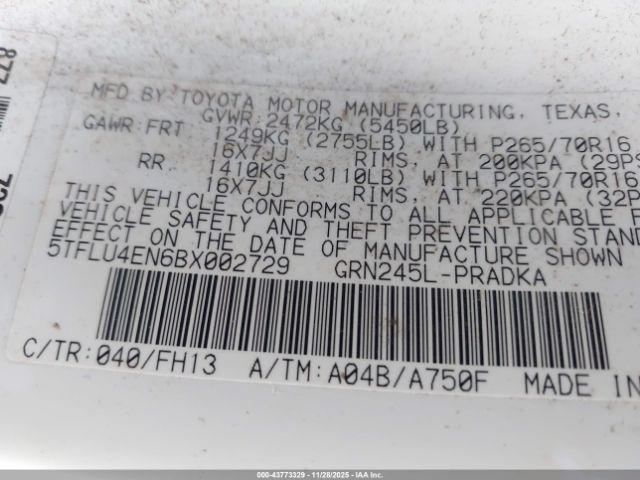 MFD BY:TOYOTA MOTOR MANUFACTURING, TEXAS,
GVWR:2472KG (5450LB)
GAWR:FRT 1249KG (2755LB) WITH P265/70R16
16X7JJ RIMS, AT 200KPA (29PS
RR. 1410KG (3110LB) WITH P265/70R16
16X7JJ RIMS, AT 220KPA (32P
THIS VEHICLE CONFORMS TO ALL APPLICABLE F
VEHICLE SAFETY AND THEFT PREVENTION STAND
EFFECT ON THE DATE OF MANUFACTURE SHOWN
5TFLU4EN6BX002729 GRN245L-PRADKA
C/TR:040/FH13 A/TM:A04B/A750F MADE IN
000-43773329 - 11/28/2025 - IAA Inc.